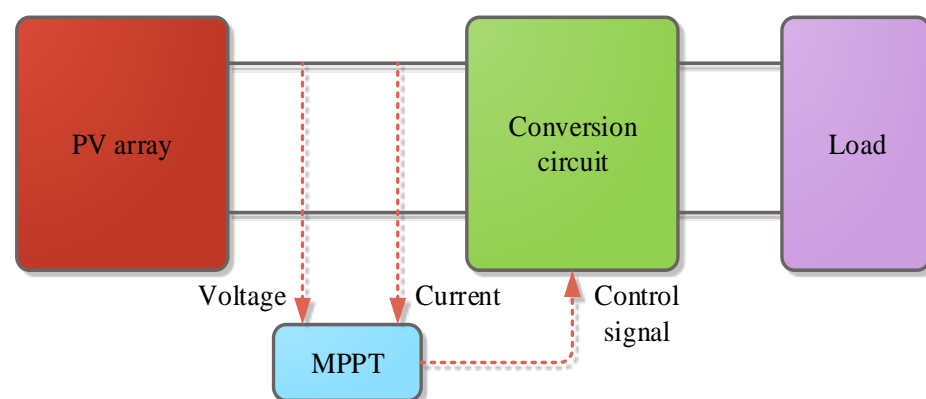 PV array
Conversion
circuit
Load
Voltage
Current
Control
signal
MPPT